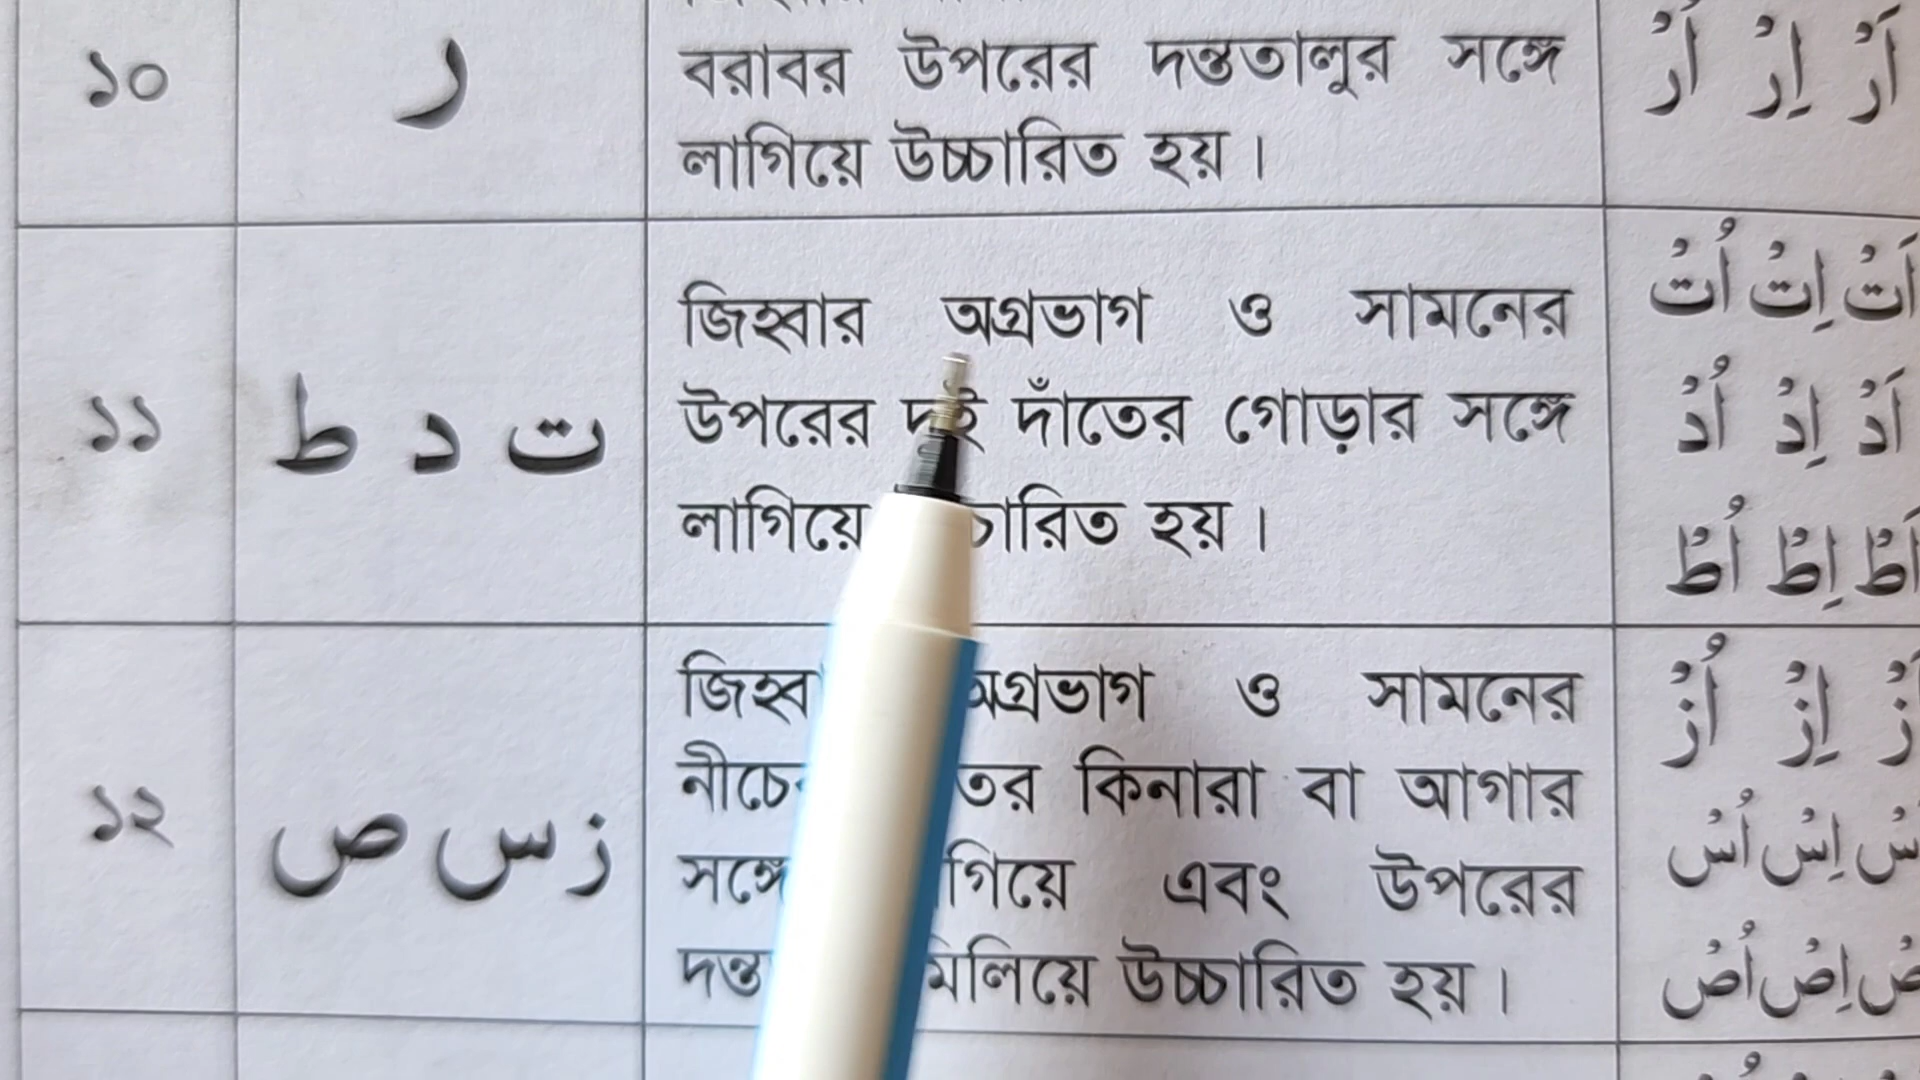 ১০
ر
বরাবর উপরের দন্ততালুর সঙ্গে
লাগিয়ে উচ্চারিত হয়।
اَرْ اِرْ اُرْ
১১
ت د ط
জিহ্বার অগ্রভাগ ও সামনের
উপরের দাঁতের গোড়ার সঙ্গে
লাগিয়ে হয়।
اَتْ اِتْ اُتْ
اَدْ اِدْ اُدْ
اَطْ اِطْ اُطْ
১২
ز س ص
অগ্রভাগ ও সামনের
কিনারা বা আগার
সঙ্গে এবং উপরের
মিলিয়ে উচ্চারিত হয়।
اِزْ اُزْ
اِسْ اُسْ
اِصْ اُصْ